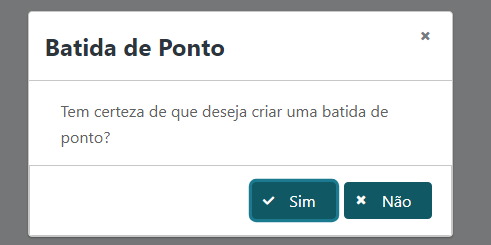 Batida de Ponto
Tem certeza de que deseja criar uma batida de
ponto?
Sim
Não